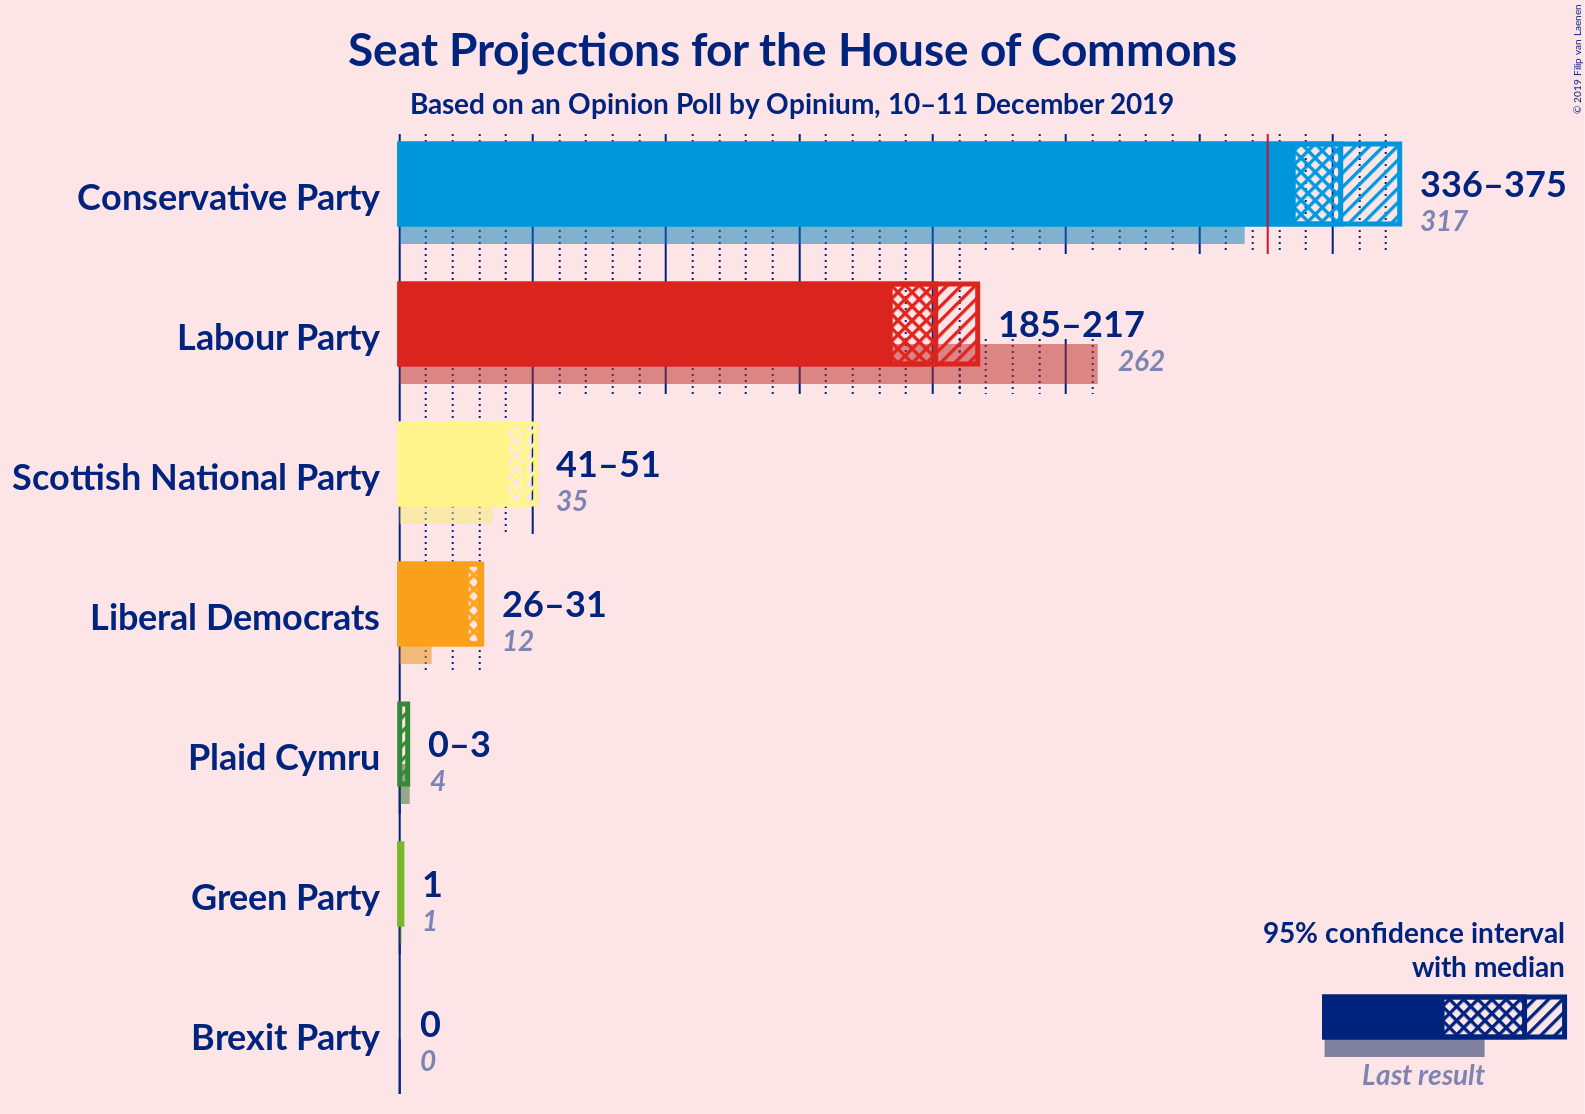 Seat Projections for the House of Commons
Based on an Opinion Poll by Opinium, 10–11 December 2019
© 2019 Filip van Laenen
Conservative Party
336–375
317
Labour Party
185–217
262
Scottish National Party
41–51
35
Liberal Democrats
26–31
12
Plaid Cymru
0–3
4
Green Party
1
1
Brexit Party
0
0
95% confidence interval
with median
Last result